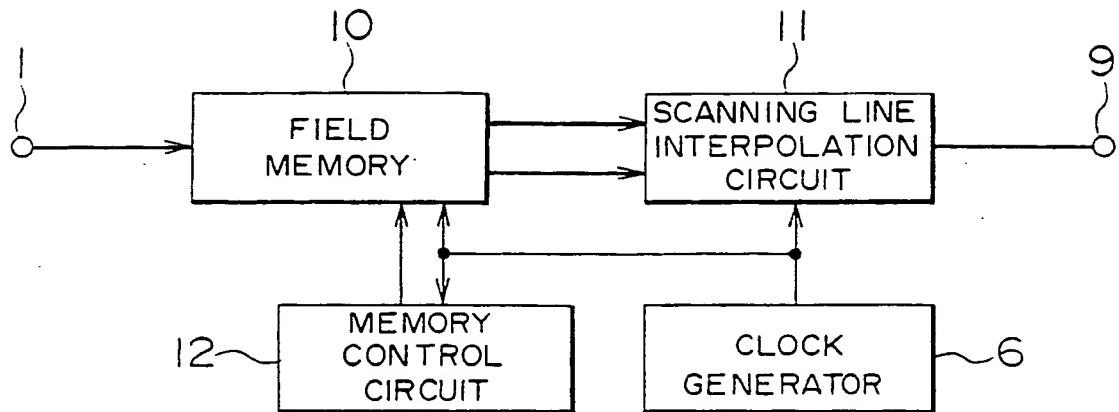 1
10
11
9
FIELD
MEMORY
SCANNING LINE
INTERPOLATION
CIRCUIT
12
MEMORY
CONTROL
CIRCUIT
CLOCK
GENERATOR
6